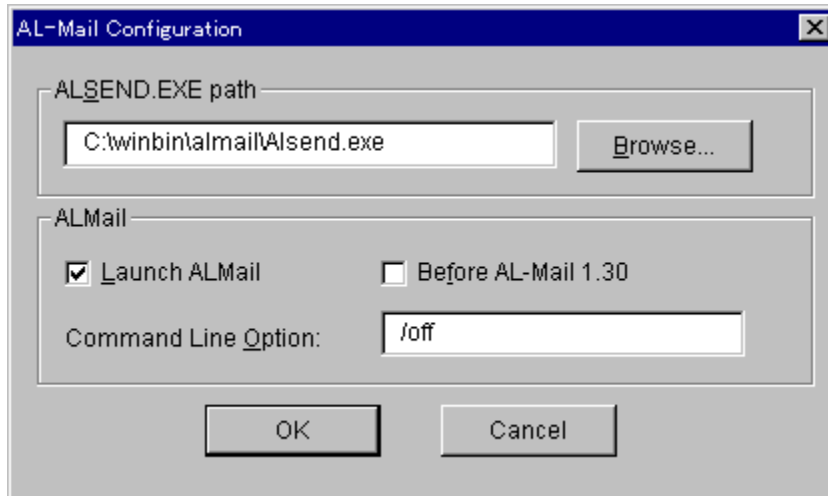 AL-Mail Configuration
ALSEND.EXE path
C:\winbin\almail\Alsend.exe
Browse...
ALMail
Launch ALMail
Before AL-Mail 1.30
Command Line Option:
/off
OK
Cancel